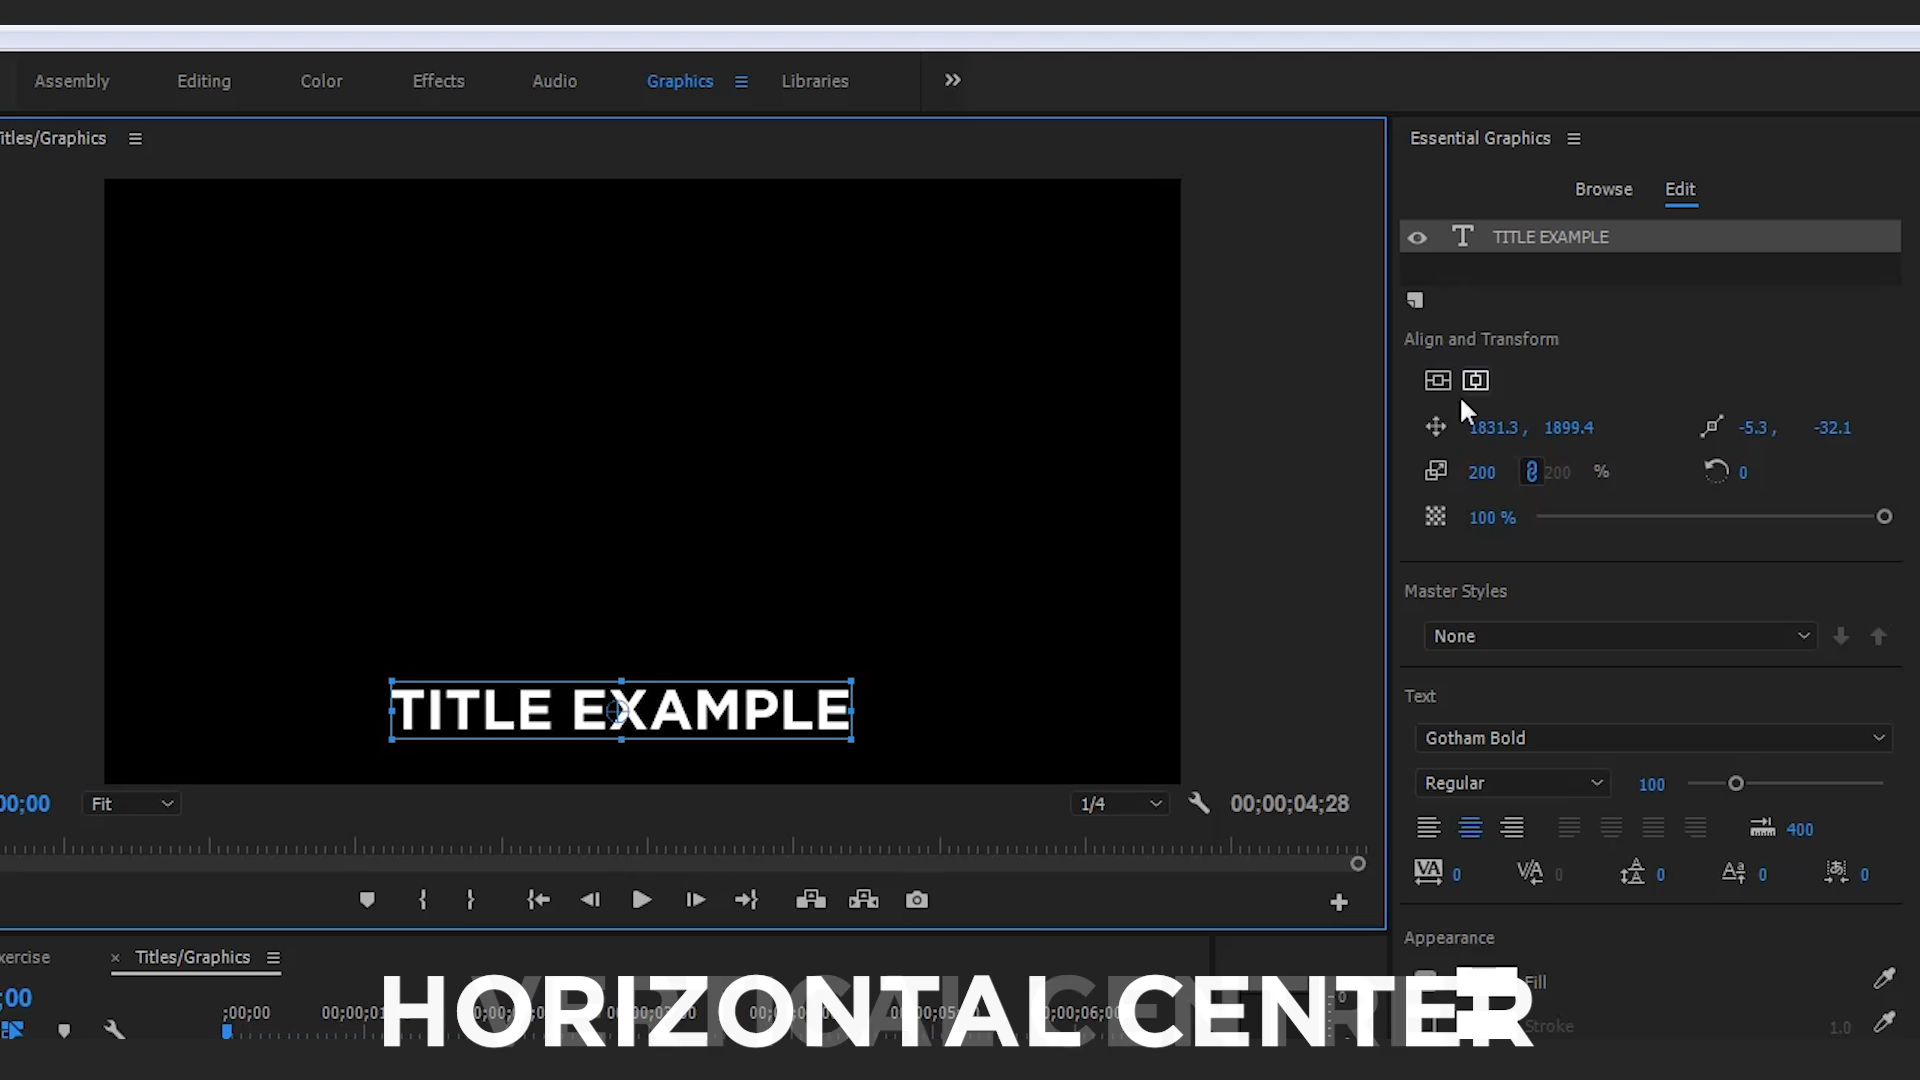 Assembly Editing Color Effects Audio Graphics Libraries
itles/Graphics
Essential Graphics
Browse Edit
TITLE EXAMPLE
Align and Transform
1831.3 , 1899.4 -5.3 , -32.1
200 200 % 0
100 %
Master Styles
None
Text
Gotham Bold
Regular 100
400
0 0 0 0 0
Appearance
Fill
Stroke 1.0
TITLE EXAMPLE
00;00 Fit 1/4 00;00;04;28
xercise × Titles/Graphics
;00 ;00;00
HORIZONTAL CENTER